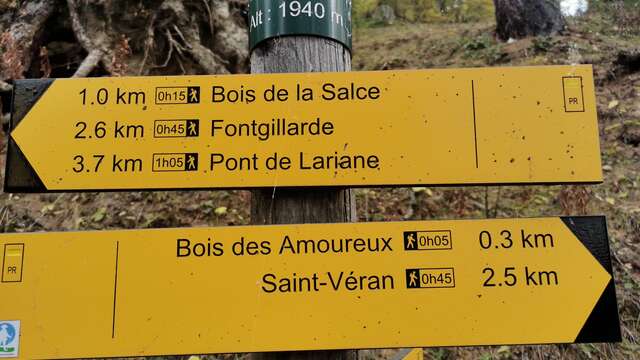 Alt : 1940 m
1.0 km 0h15 Bois de la Salce
2.6 km 0h45 Fontgillarde
3.7 km 1h05 Pont de Lariane
PR
Bois des Amoureux 0h05 0.3 km
Saint-Véran 0h45 2.5 km
PR